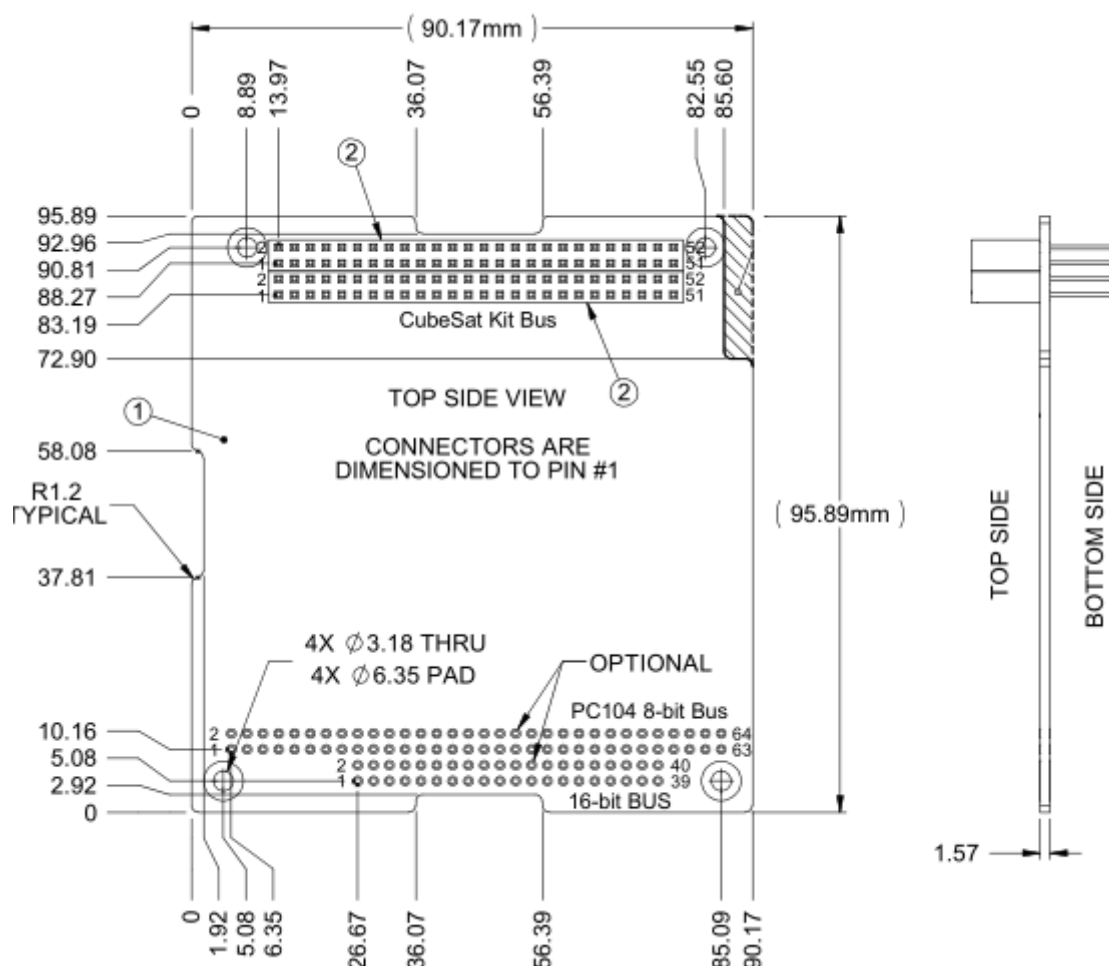 ( 90.17mm )
0
8.89
13.97
36.07
56.39
82.55
85.60
2
95.89
92.96
90.81
88.27
83.19
72.90
2 52
1 51
2 52
1 51
CubeSat Kit Bus
2
TOP SIDE VIEW
1
CONNECTORS ARE
DIMENSIONED TO PIN #1
58.08
R1.2
TYPICAL
37.81
( 95.89mm )
TOP SIDE
BOTTOM SIDE
4X Ø3.18 THRU
4X Ø6.35 PAD
OPTIONAL
PC104 8-bit Bus
10.16
5.08
2.92
0
2 64
1 63
2 40
1 39
16-bit BUS
1.57
0
1.92
5.08
6.35
26.67
36.07
56.39
85.09
90.17